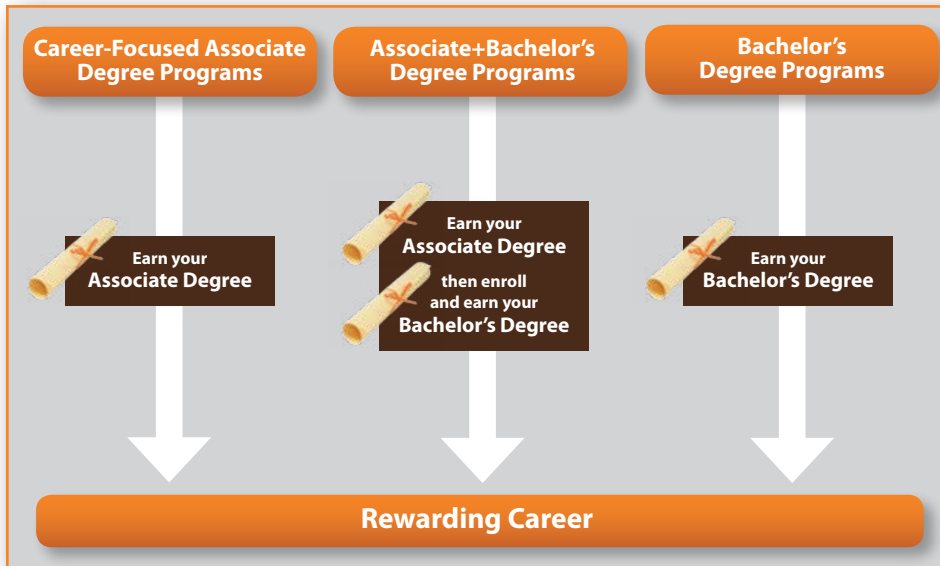 Career-Focused Associate
Degree Programs
Associate+Bachelor’s
Degree Programs
Bachelor’s
Degree Programs
Earn your
Associate Degree
Earn your
Associate Degree
then enroll
and earn your
Bachelor’s Degree
Earn your
Bachelor’s Degree
Rewarding Career